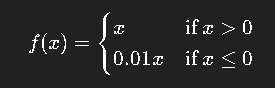 f(x) = { x if x > 0
0.01x if x ≤ 0